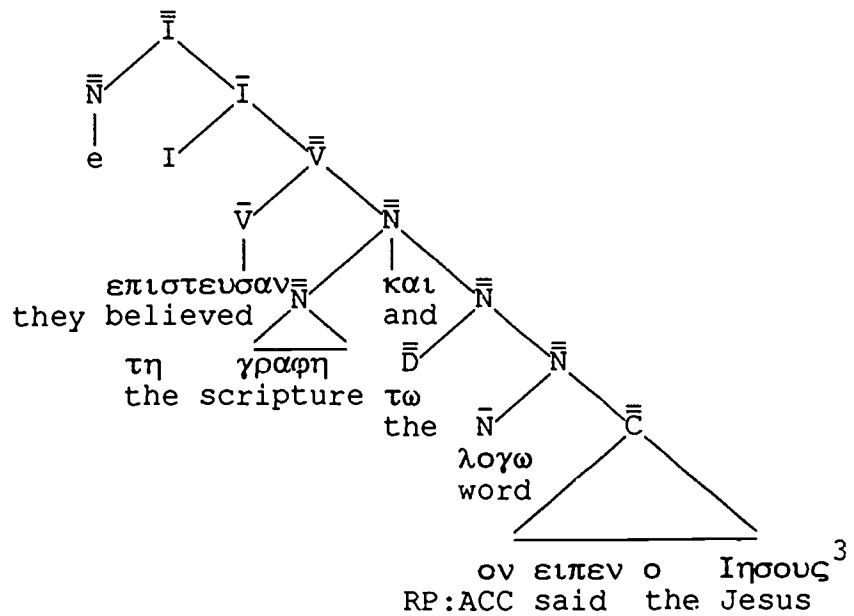 I̿
N̿ Ī
e I V̿
V̄ N̿
επιστευσαν N̿ και N̿
they believed and
τη γραφη D̿ N̿
the scripture τω
the N̄ C̿
λογω
word
ον ειπεν ο Ιησους³
RP:ACC said the Jesus